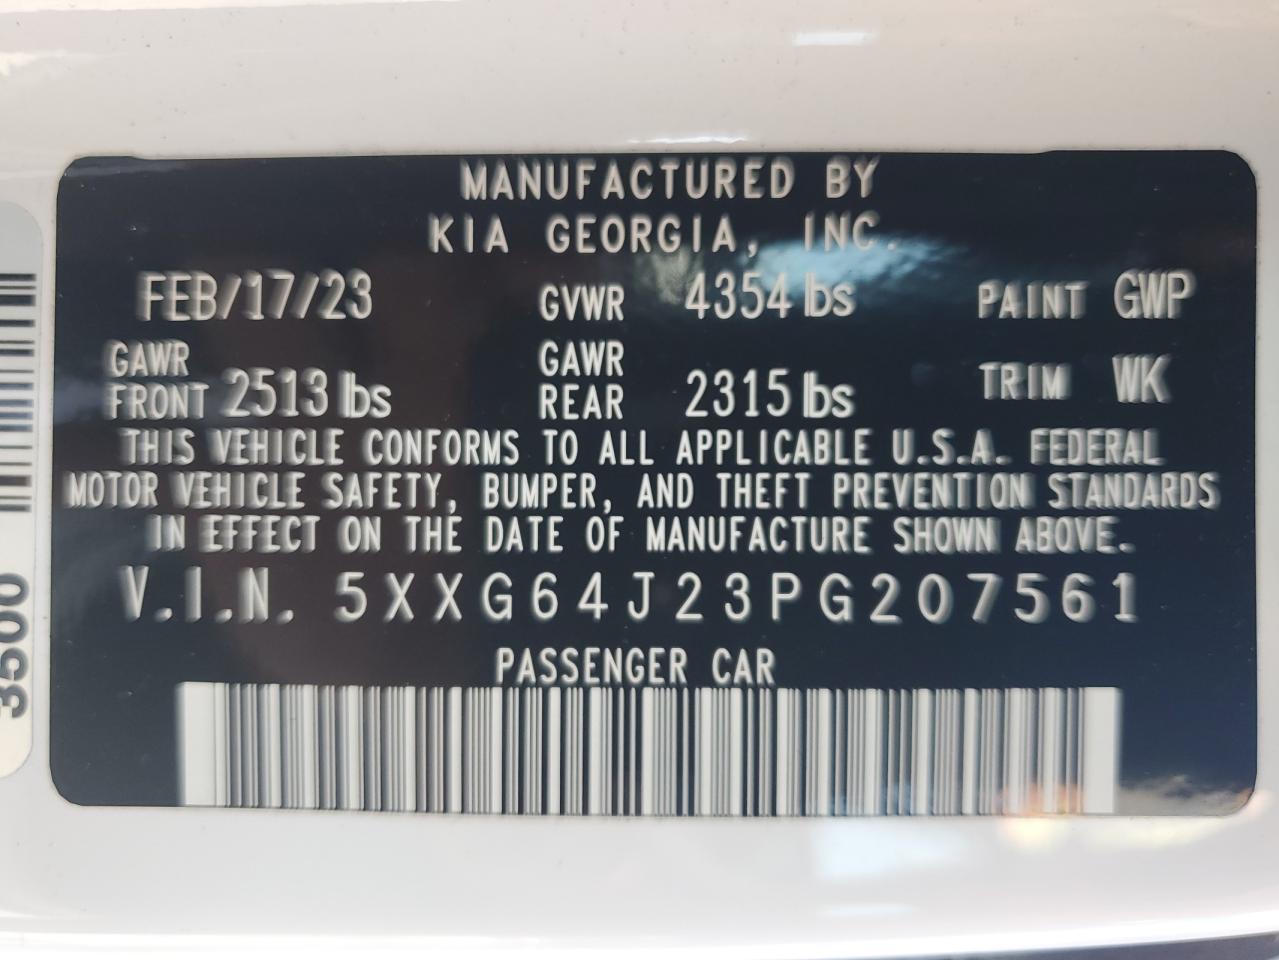 MANUFACTURED BY
KIA GEORGIA, INC.
FEB/17/23 GVWR 4354 lbs PAINT GWP
GAWR FRONT 2513 lbs GAWR REAR 2315 lbs TRIM WK
THIS VEHICLE CONFORMS TO ALL APPLICABLE U.S.A. FEDERAL
MOTOR VEHICLE SAFETY, BUMPER, AND THEFT PREVENTION STANDARDS
IN EFFECT ON THE DATE OF MANUFACTURE SHOWN ABOVE.
V.I.N. 5XXG64J23PG207561
PASSENGER CAR
3500